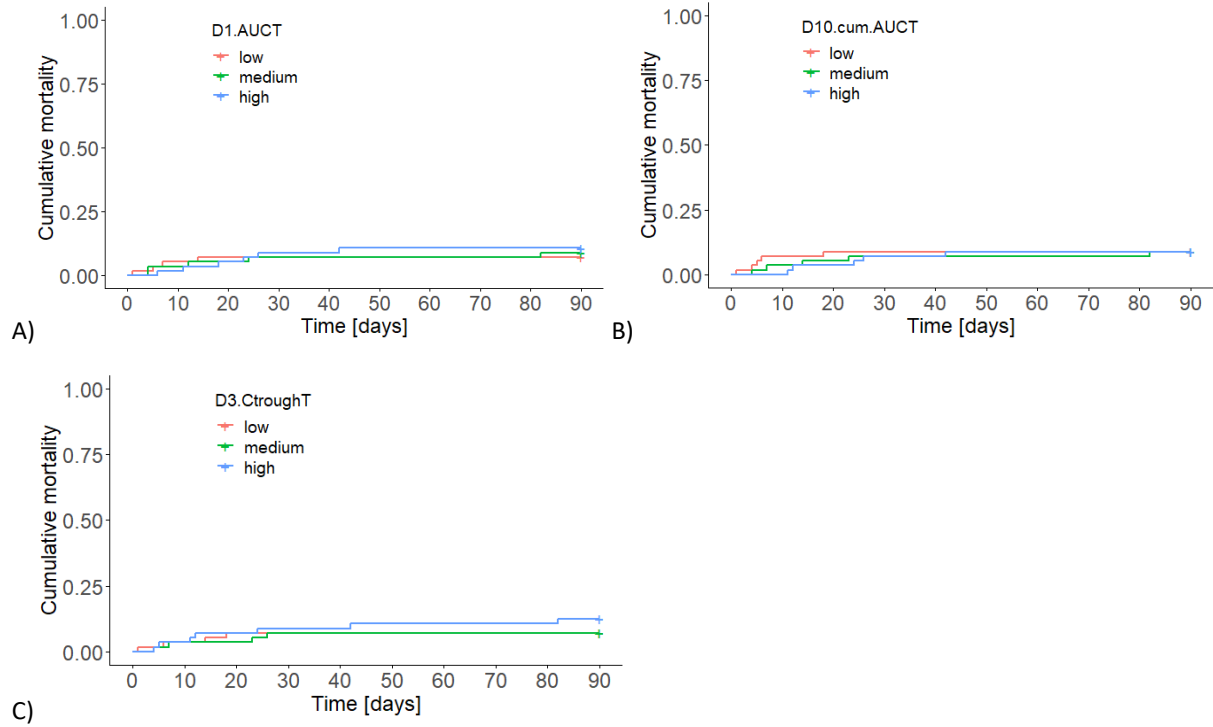 D1.AUCT
low
medium
high
Cumulative mortality
1.00
0.75
0.50
0.25
0.00
0 10 20 30 40 50 60 70 80 90
Time [days]
A)
D10.cum.AUCT
low
medium
high
Cumulative mortality
1.00
0.75
0.50
0.25
0.00
0 10 20 30 40 50 60 70 80 90
Time [days]
B)
D3.CtroughT
low
medium
high
Cumulative mortality
1.00
0.75
0.50
0.25
0.00
0 10 20 30 40 50 60 70 80 90
Time [days]
C)